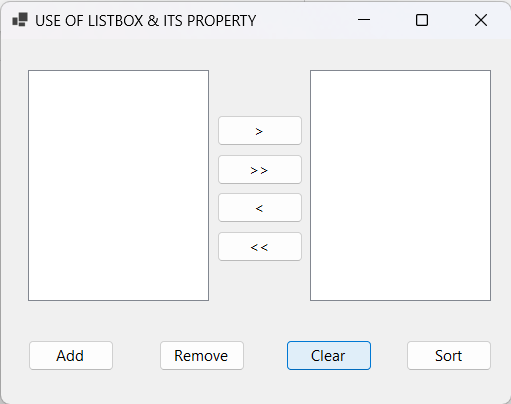 USE OF LISTBOX & ITS PROPERTY
>
>>
<
<<
Add Remove Clear Sort